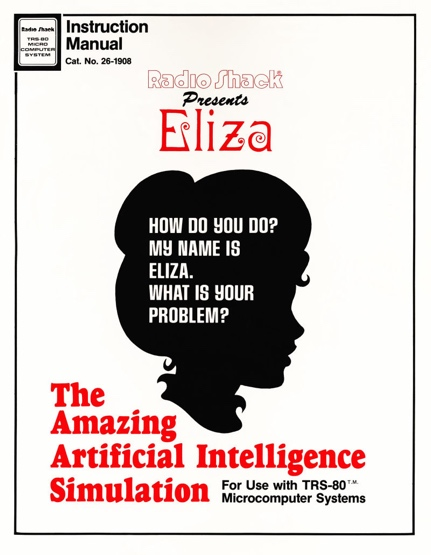 Radio Shack
TRS-80
MICRO
COMPUTER
SYSTEM
Instruction
Manual
Cat. No. 26-1908
Radio Shack
Presents
Eliza
HOW DO YOU DO?
MY NAME IS
ELIZA.
WHAT IS YOUR
PROBLEM?
The
Amazing
Artificial Intelligence
Simulation
For Use with TRS-80 T.M.
Microcomputer Systems